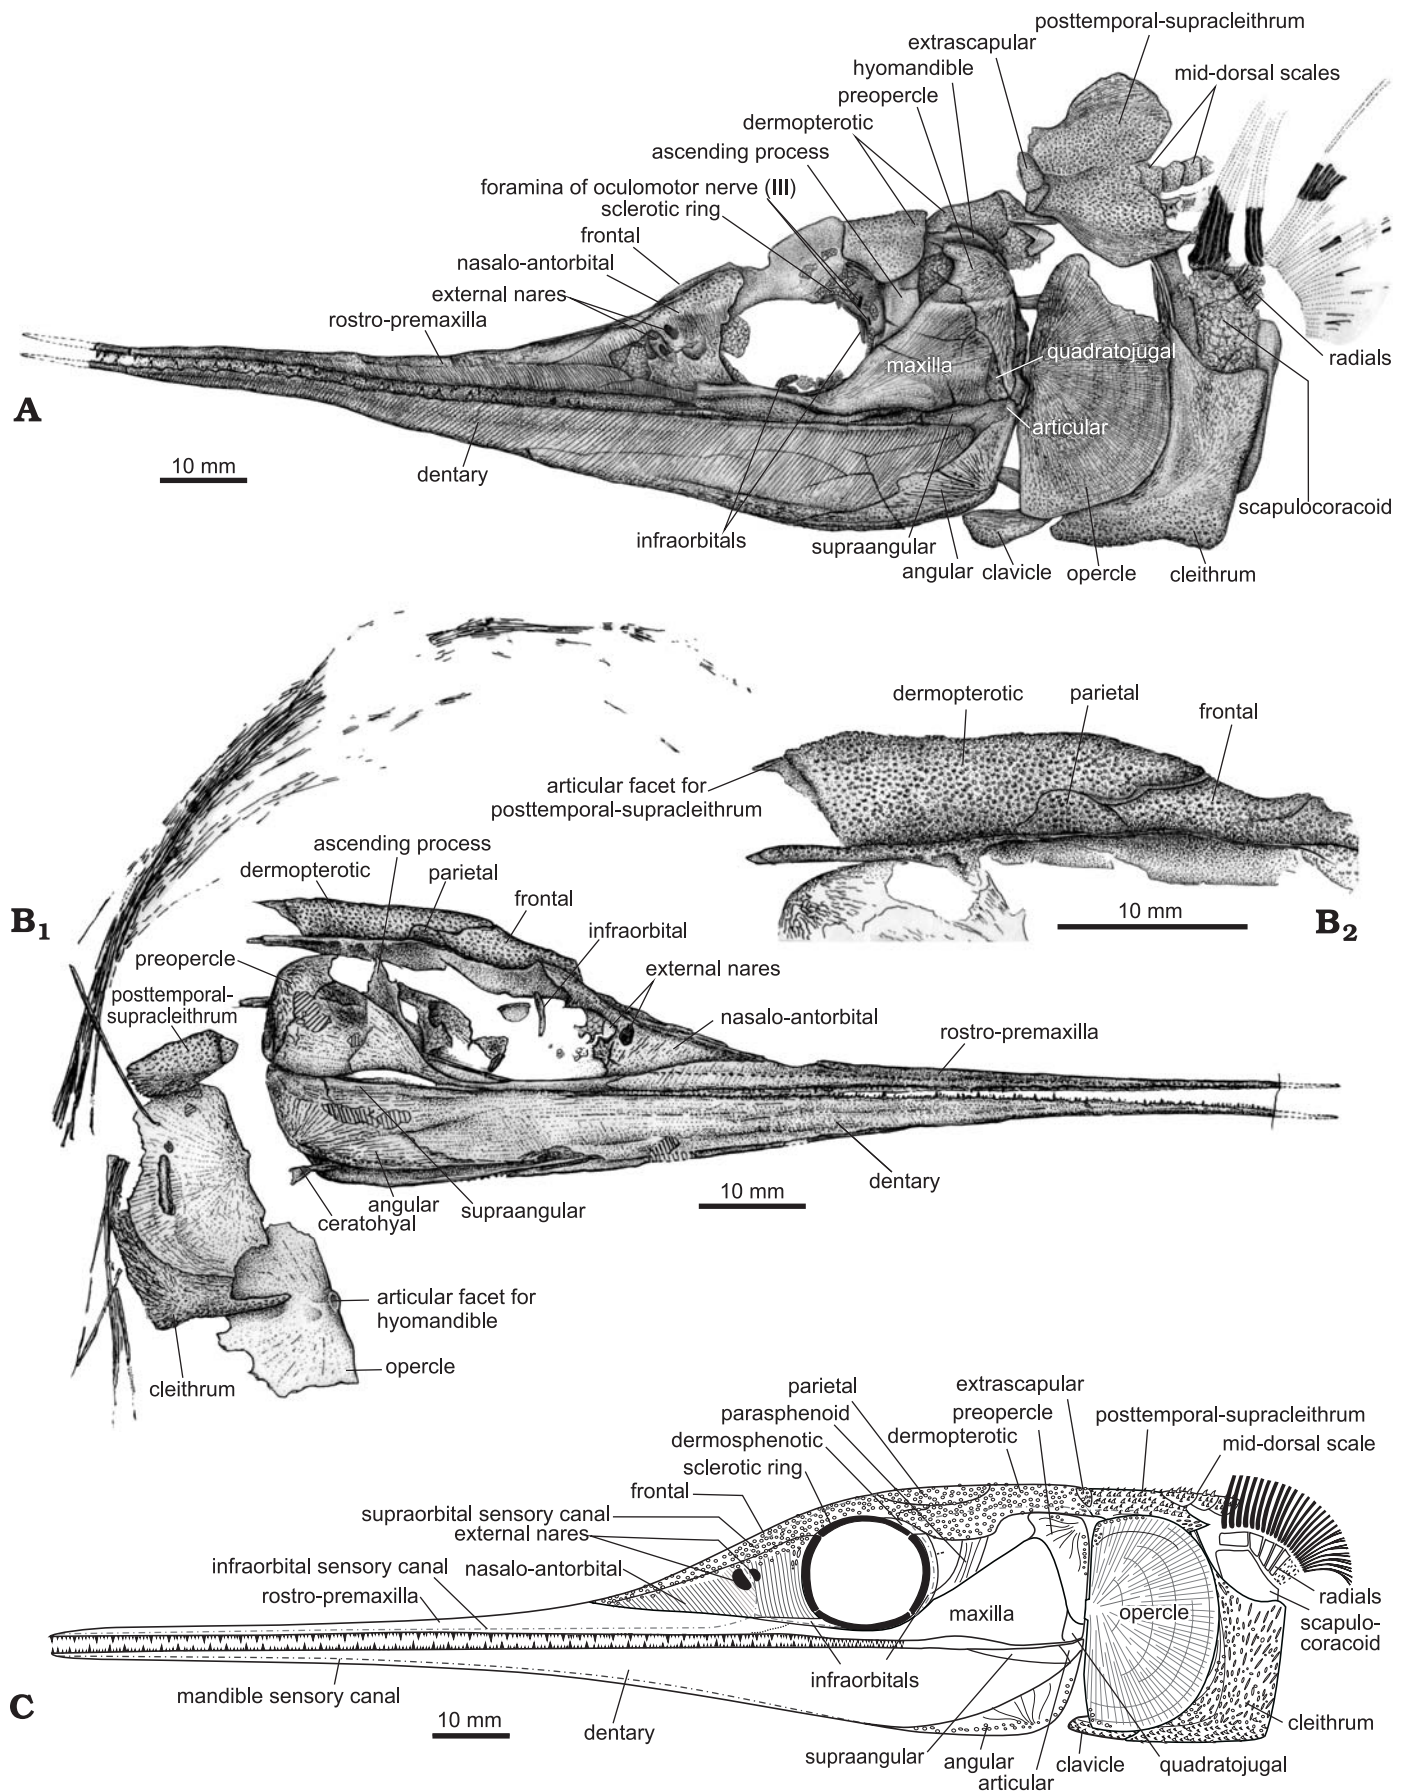 posttemporal-supracleithrum
extrascapular
hyomandible
mid-dorsal scales
preopercle
dermopterotic
ascending process
foramina of oculomotor nerve (III)
sclerotic ring
frontal
nasalo-antorbital
external nares
rostro-premaxilla
maxilla
quadratojugal
radials
A
articular
10 mm
dentary
scapulocoracoid
infraorbitals
supraangular
angular
clavicle
opercle
cleithrum
dermopterotic
parietal
frontal
articular facet for
posttemporal-supracleithrum
10 mm
B2
ascending process
dermopterotic
parietal
frontal
B1
infraorbital
preopercle
external nares
posttemporal-
supracleithrum
nasalo-antorbital
rostro-premaxilla
dentary
10 mm
angular
supraangular
ceratohyal
articular facet for
hyomandible
opercle
cleithrum
parietal
extrascapular
parasphenoid
preopercle
posttemporal-supracleithrum
dermosphenotic
dermopterotic
mid-dorsal scale
sclerotic ring
frontal
supraorbital sensory canal
external nares
infraorbital sensory canal
nasalo-antorbital
rostro-premaxilla
radials
maxilla
opercle
scapulo-
coracoid
infraorbitals
mandible sensory canal
C
10 mm
dentary
cleithrum
supraangular
angular
clavicle
quadratojugal
articular